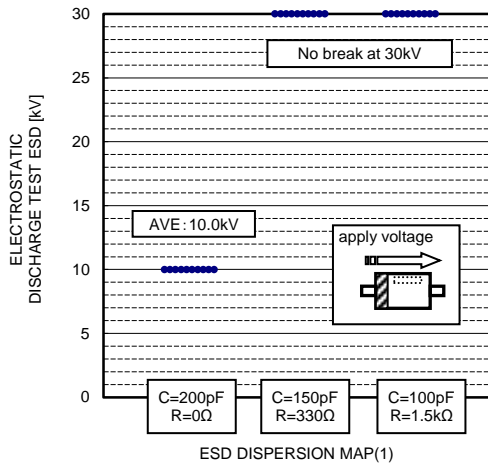 ELECTROSTATIC
DISCHARGE TEST ESD [kV]
30
25
20
15
10
5
0
No break at 30kV
AVE：10.0kV
apply voltage
C=200pF
R=0Ω
C=150pF
R=330Ω
C=100pF
R=1.5kΩ
ESD DISPERSION MAP(1)